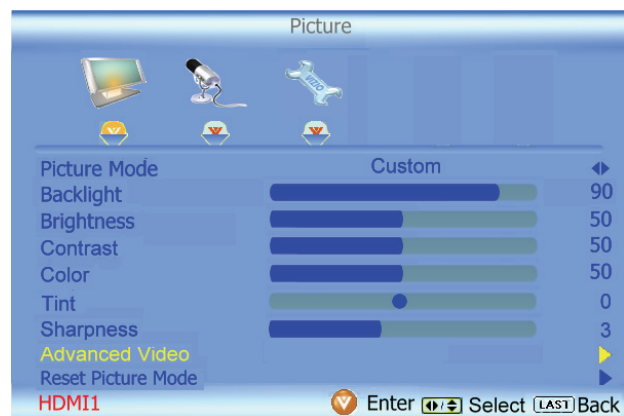 Picture
Picture Mode Custom
Backlight 90
Brightness 50
Contrast 50
Color 50
Tint 0
Sharpness 3
Advanced Video
Reset Picture Mode
HDMI1 Enter Select LAST Back